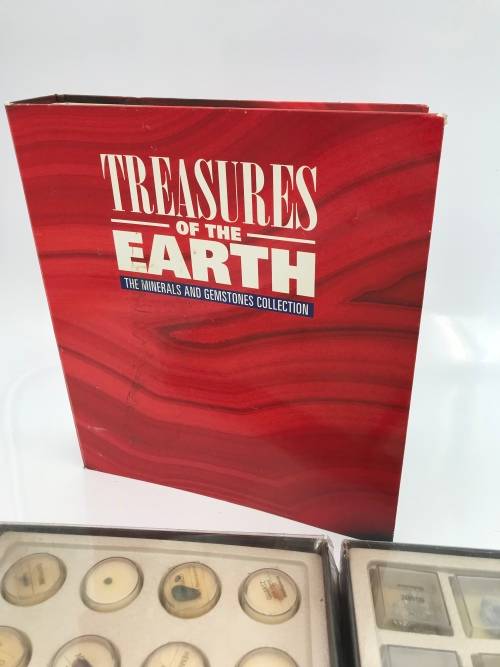 TREASURES
OF THE
EARTH
THE MINERALS AND GEMSTONES COLLECTION